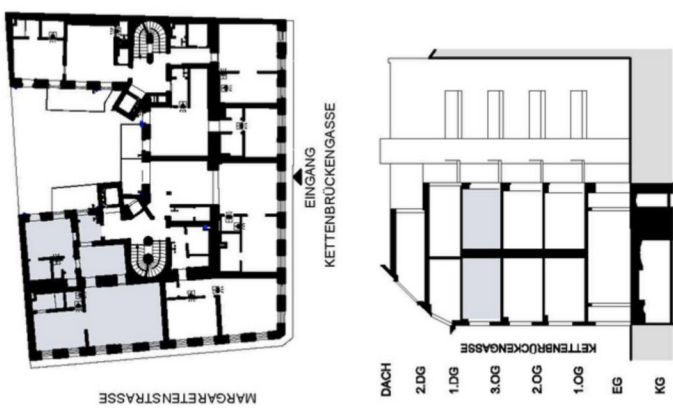 EINGANG
KETTENBRÜCKENGASSE
MARGARETENSTRASSE
KETTENBRÜCKENGASSE
DACH
2.DG
1.DG
3.OG
2.OG
1.OG
EG
KG